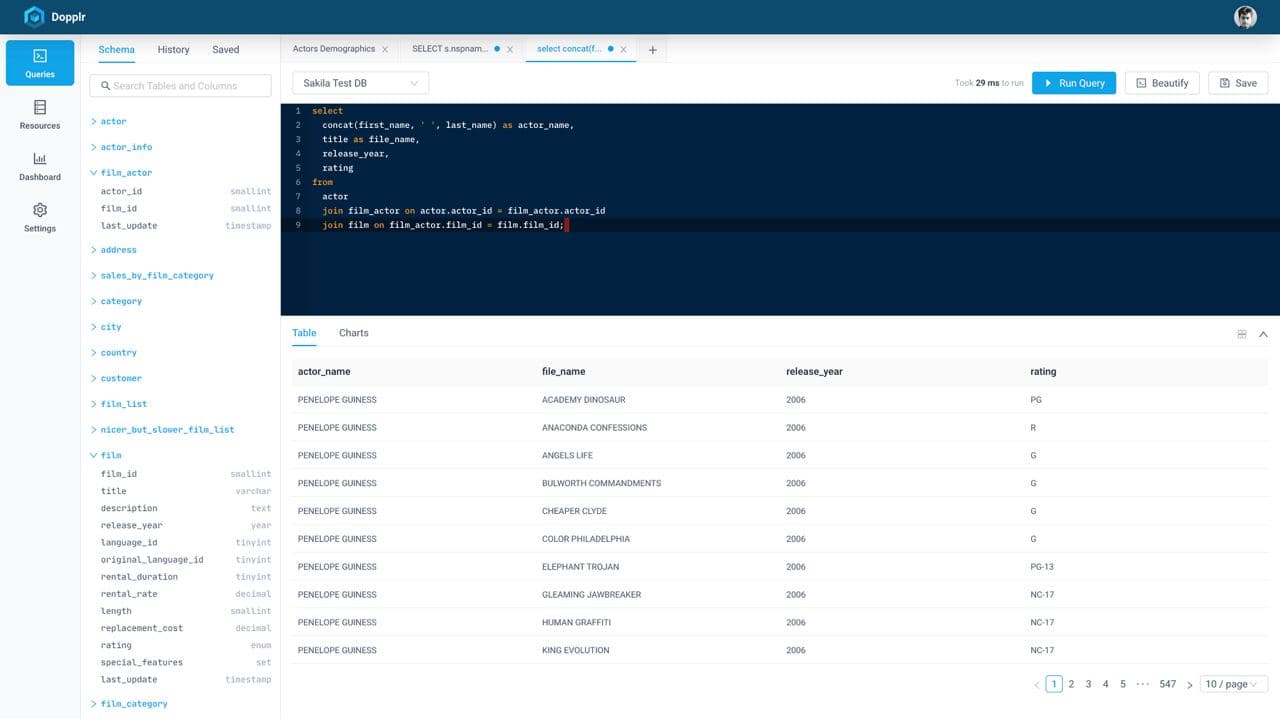 Dopplr
Queries
Resources
Dashboard
Settings
Schema History Saved
Search Tables and Columns
actor
actor_info
film_actor
actor_id smallint
film_id smallint
last_update timestamp
address
sales_by_film_category
category
city
country
customer
film_list
nicer_but_slower_film_list
film
film_id smallint
title varchar
description text
release_year year
language_id tinyint
original_language_id tinyint
rental_duration tinyint
rental_rate decimal
length smallint
replacement_cost decimal
rating enum
special_features set
last_update timestamp
film_category
Actors Demographics SELECT s.nspnam... select concat(f...
Sakila Test DB Took 29 ms to run Run Query Beautify Save
1 select
2 concat(first_name, ' ', last_name) as actor_name,
3 title as file_name,
4 release_year,
5 rating
6 from
7 actor
8 join film_actor on actor.actor_id = film_actor.actor_id
9 join film on film_actor.film_id = film.film_id;
Table Charts
actor_name file_name release_year rating
PENELOPE GUINESS ACADEMY DINOSAUR 2006 PG
PENELOPE GUINESS ANACONDA CONFESSIONS 2006 R
PENELOPE GUINESS ANGELS LIFE 2006 G
PENELOPE GUINESS BULWORTH COMMANDMENTS 2006 G
PENELOPE GUINESS CHEAPER CLYDE 2006 G
PENELOPE GUINESS COLOR PHILADELPHIA 2006 G
PENELOPE GUINESS ELEPHANT TROJAN 2006 PG-13
PENELOPE GUINESS GLEAMING JAWBREAKER 2006 NC-17
PENELOPE GUINESS HUMAN GRAFFITI 2006 NC-17
PENELOPE GUINESS KING EVOLUTION 2006 NC-17
1 2 3 4 5 ··· 547 10 / page